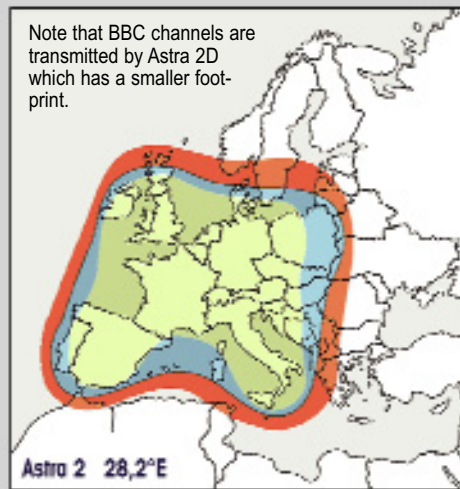 Note that BBC channels are
transmitted by Astra 2D
which has a smaller foot-
print.
Astra 2 28,2°E